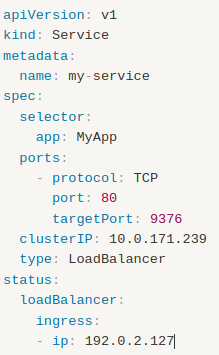 apiVersion: v1
kind: Service
metadata:
  name: my-service
spec:
  selector:
    app: MyApp
  ports:
    - protocol: TCP
      port: 80
      targetPort: 9376
  clusterIP: 10.0.171.239
  type: LoadBalancer
status:
  loadBalancer:
    ingress:
    - ip: 192.0.2.127